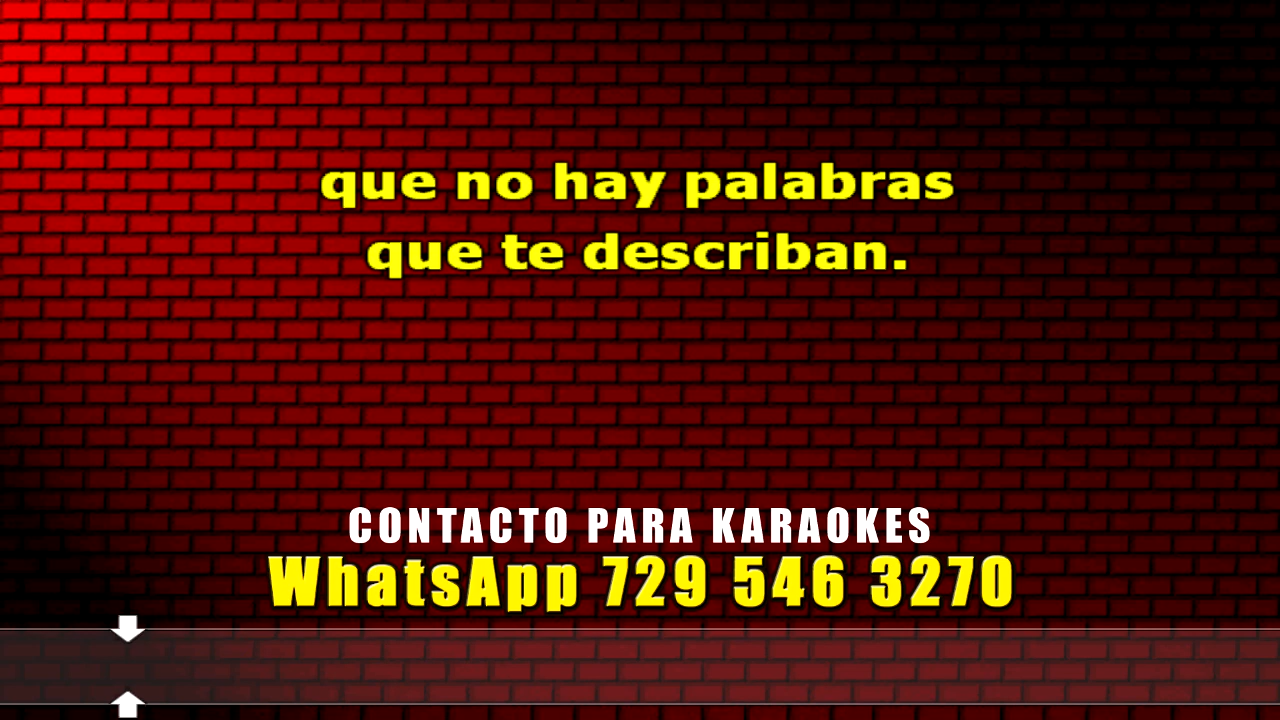 que no hay palabras
que te describan.
CONTACTO PARA KARAOKES
WhatsApp 729 546 3270